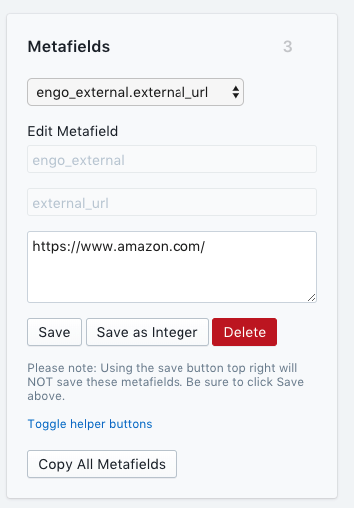 Metafields 3
engo_external.external_url
Edit Metafield
engo_external
external_url
https://www.amazon.com/
Save Save as Integer Delete
Please note: Using the save button top right will
NOT save these metafields. Be sure to click Save
above.
Toggle helper buttons
Copy All Metafields